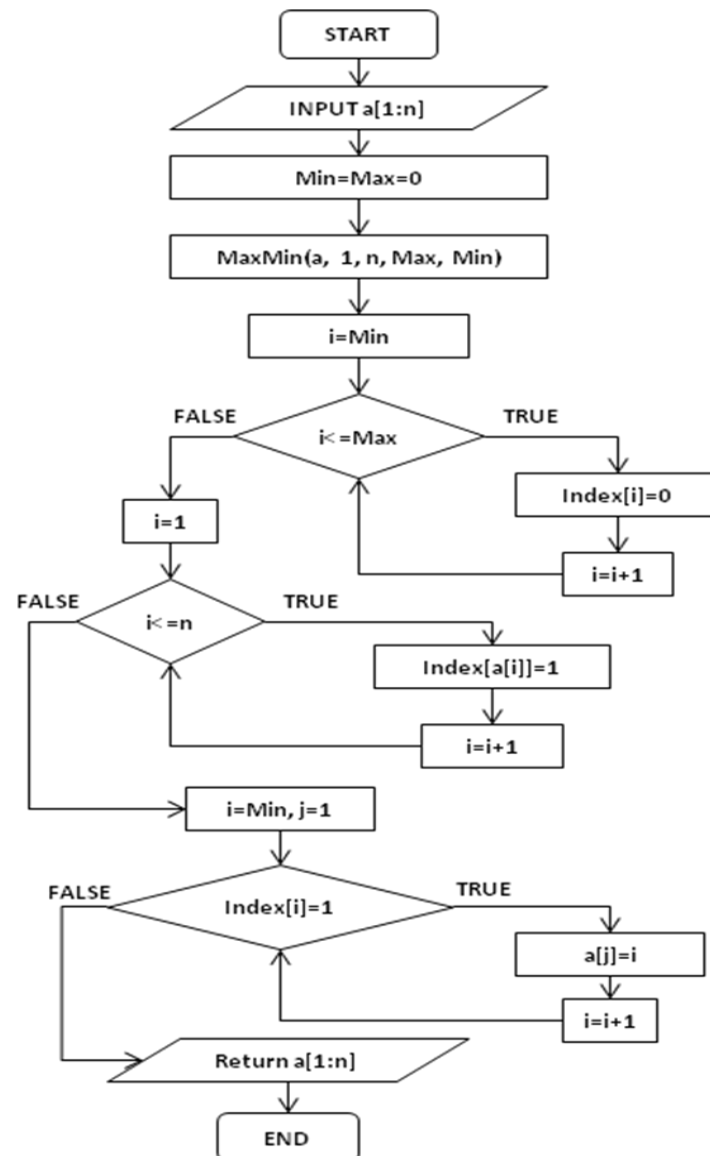 START
INPUT a[1:n]
Min=Max=0
MaxMin(a, 1, n, Max, Min)
i=Min
FALSE
TRUE
i<=Max
Index[i]=0
i=1
i=i+1
FALSE
TRUE
i<=n
Index[a[i]]=1
i=i+1
i=Min, j=1
FALSE
TRUE
Index[i]=1
a[j]=i
i=i+1
Return a[1:n]
END